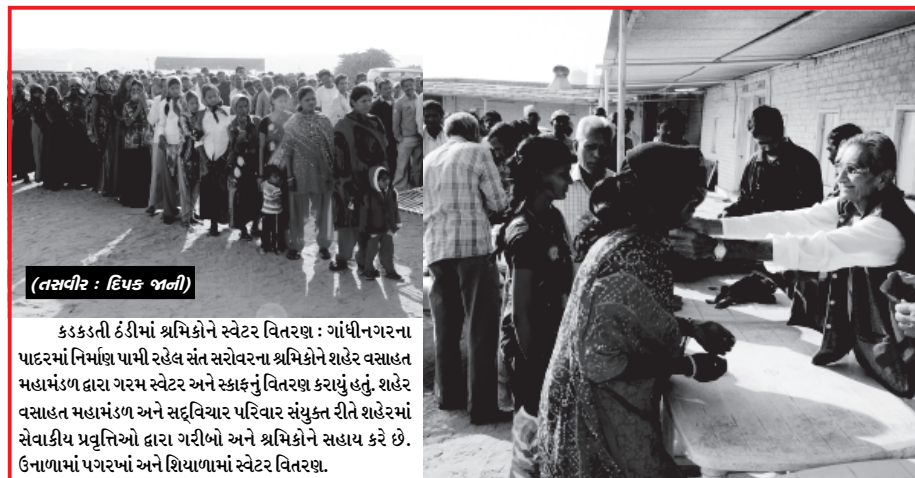 (તસવીર : દિપક જાની)
કડકડતી ઠંડીમાં શ્રમિકોને સ્વેટર વિતરણ : ગાંધીનગરના
પાદરમાં નિર્માણ પામી રહેલ સંત સરોવરના શ્રમિકોને શહેર વસાહત
મહામંડળ દ્વારા ગરમ સ્વેટર અને સ્કાફનું વિતરણ કરાયું હતું. શહેર
વસાહત મહામંડળ અને સદ્વિચાર પરિવાર સંયુક્ત રીતે શહેરમાં
સેવાકીય પ્રવૃત્તિઓ દ્વારા ગરીબો અને શ્રમિકોને સહાય કરે છે.
ઉનાળામાં પગરખાં અને શિયાળામાં સ્વેટર વિતરણ.